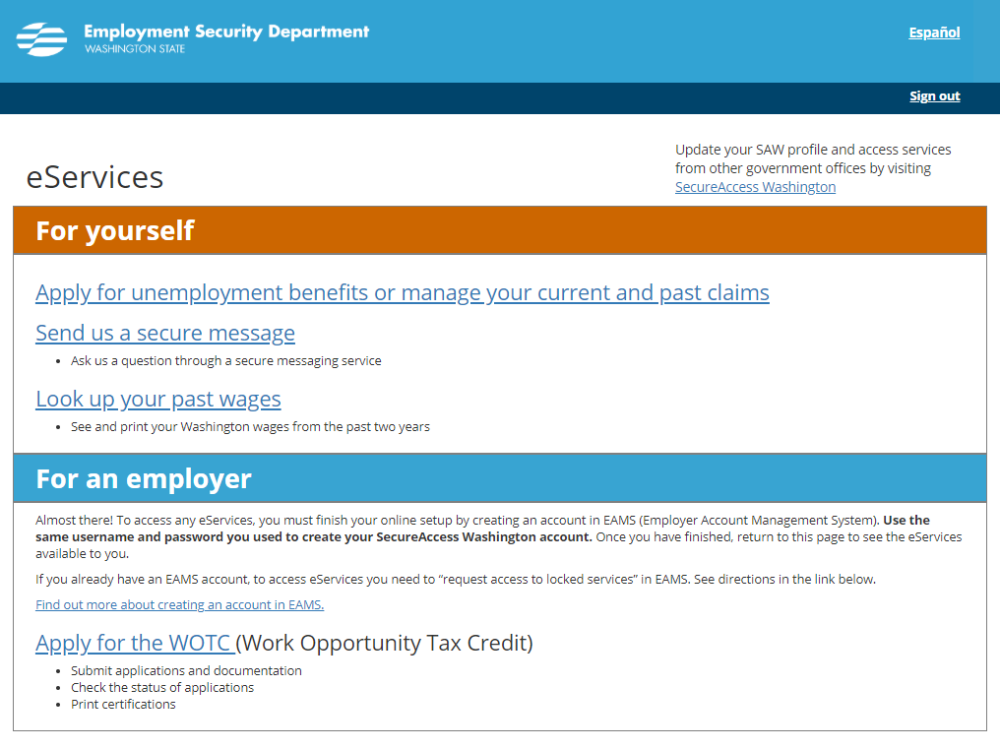 Employment Security Department
WASHINGTON STATE
Español
Sign out
eServices
Update your SAW profile and access services
from other government offices by visiting
SecureAccess Washington
For yourself
Apply for unemployment benefits or manage your current and past claims
Send us a secure message
• Ask us a question through a secure messaging service
Look up your past wages
• See and print your Washington wages from the past two years
For an employer
Almost there! To access any eServices, you must finish your online setup by creating an account in EAMS (Employer Account Management System). Use the
same username and password you used to create your SecureAccess Washington account. Once you have finished, return to this page to see the eServices
available to you.
If you already have an EAMS account, to access eServices you need to “request access to locked services” in EAMS. See directions in the link below.
Find out more about creating an account in EAMS.
Apply for the WOTC (Work Opportunity Tax Credit)
• Submit applications and documentation
• Check the status of applications
• Print certifications